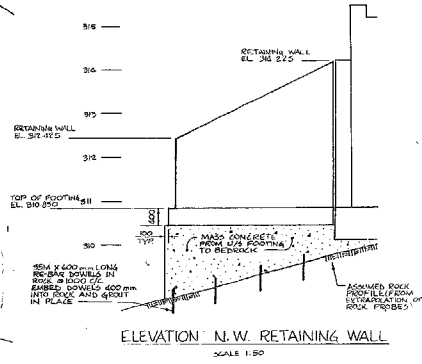 315
RETAINING WALL
EL. 314 225
314
313
RETAINING WALL
EL. 312 425
312
TOP OF FOOTING
EL. 310 850
311
400
100
TYP.
MASS CONCRETE
FROM U/S FOOTING
TO BEDROCK
310
35M X 600 mm LONG
RE-BAR DOWELS IN
ROCK @ 1000 C/C
EMBED DOWELS 400 mm
INTO ROCK AND GROUT
IN PLACE
ASSUMED ROCK
PROFILE (FROM
EXTRAPOLATION OF
ROCK PROBES)
ELEVATION N.W. RETAINING WALL
SCALE 1:50